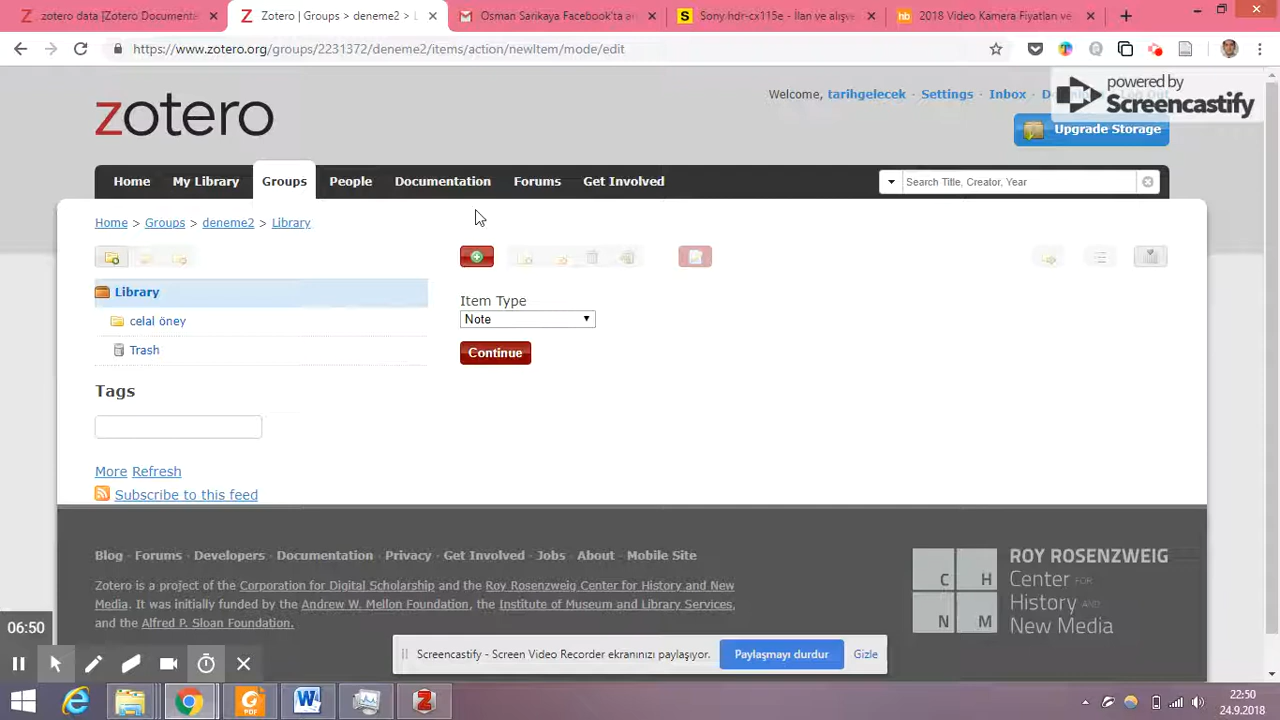 zotero data [Zotero Documenta
Zotero | Groups > deneme2 > L
Osman Sarikaya Facebook'ta a
Sony hdr-cx115e - İlan ve alışve
2018 Video Kamera Fiyatları ve
https://www.zotero.org/groups/2231372/deneme2/items/action/newItem/mode/edit
powered by
Screencastify
zotero
Welcome, tarihgelecek Settings Inbox
Upgrade Storage
Home My Library Groups People Documentation Forums Get Involved
Search Title, Creator, Year
Home > Groups > deneme2 > Library
Library
celal öney
Trash
Tags
More Refresh
Subscribe to this feed
Item Type
Note
Continue
Blog · Forums · Developers · Documentation · Privacy · Get Involved · Jobs · About · Mobile Site
Zotero is a project of the Corporation for Digital Scholarship and the Roy Rosenzweig Center for History and New
Media. It was initially funded by the Andrew W. Mellon Foundation, the Institute of Museum and Library Services,
and the Alfred P. Sloan Foundation.
C H
N M
ROY ROSENZWEIG
Center FOR
History AND
New Media
06:50
Screencastify - Screen Video Recorder ekranınızı paylaşıyor.
Paylaşmayı durdur
Gizle
22:50
24.9.2018